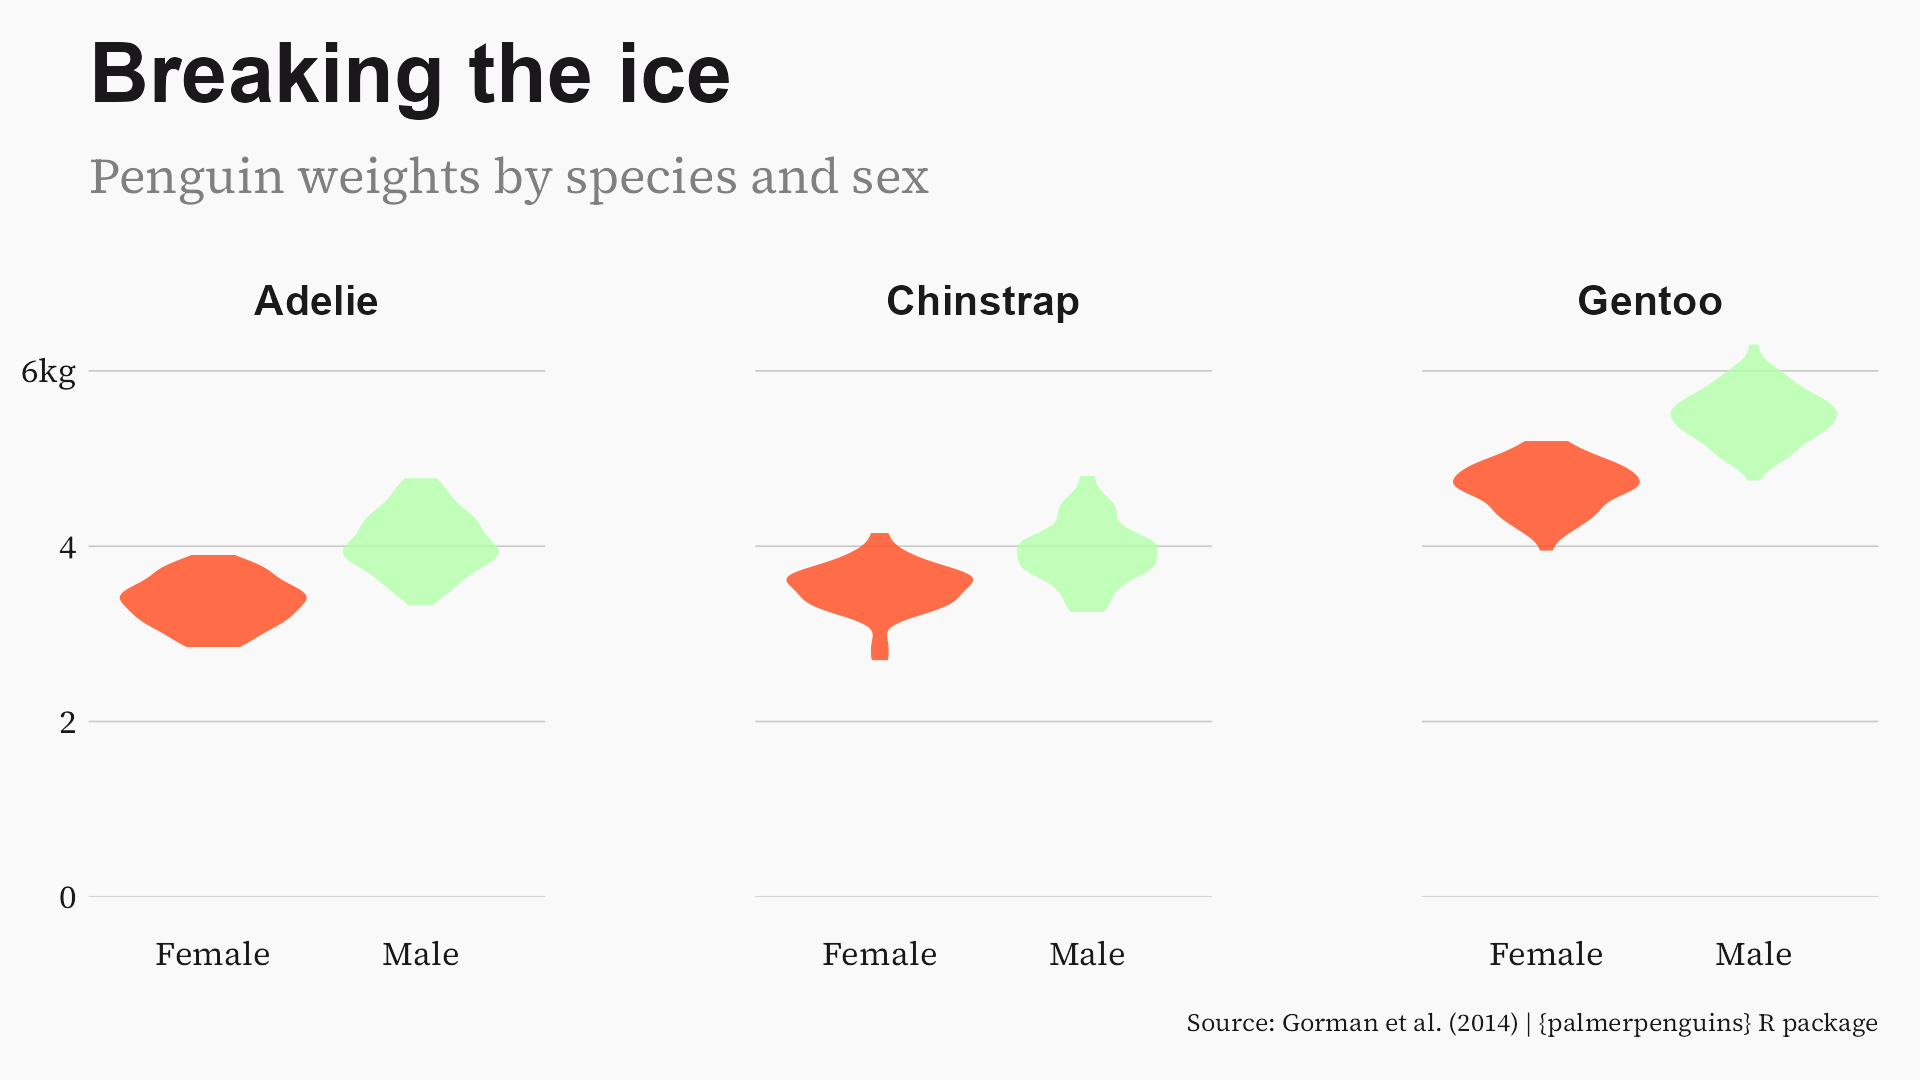 Breaking the ice
Penguin weights by species and sex
Adelie
Chinstrap
Gentoo
6kg
4
2
0
Female
Male
Female
Male
Female
Male
Source: Gorman et al. (2014) | {palmerpenguins} R package